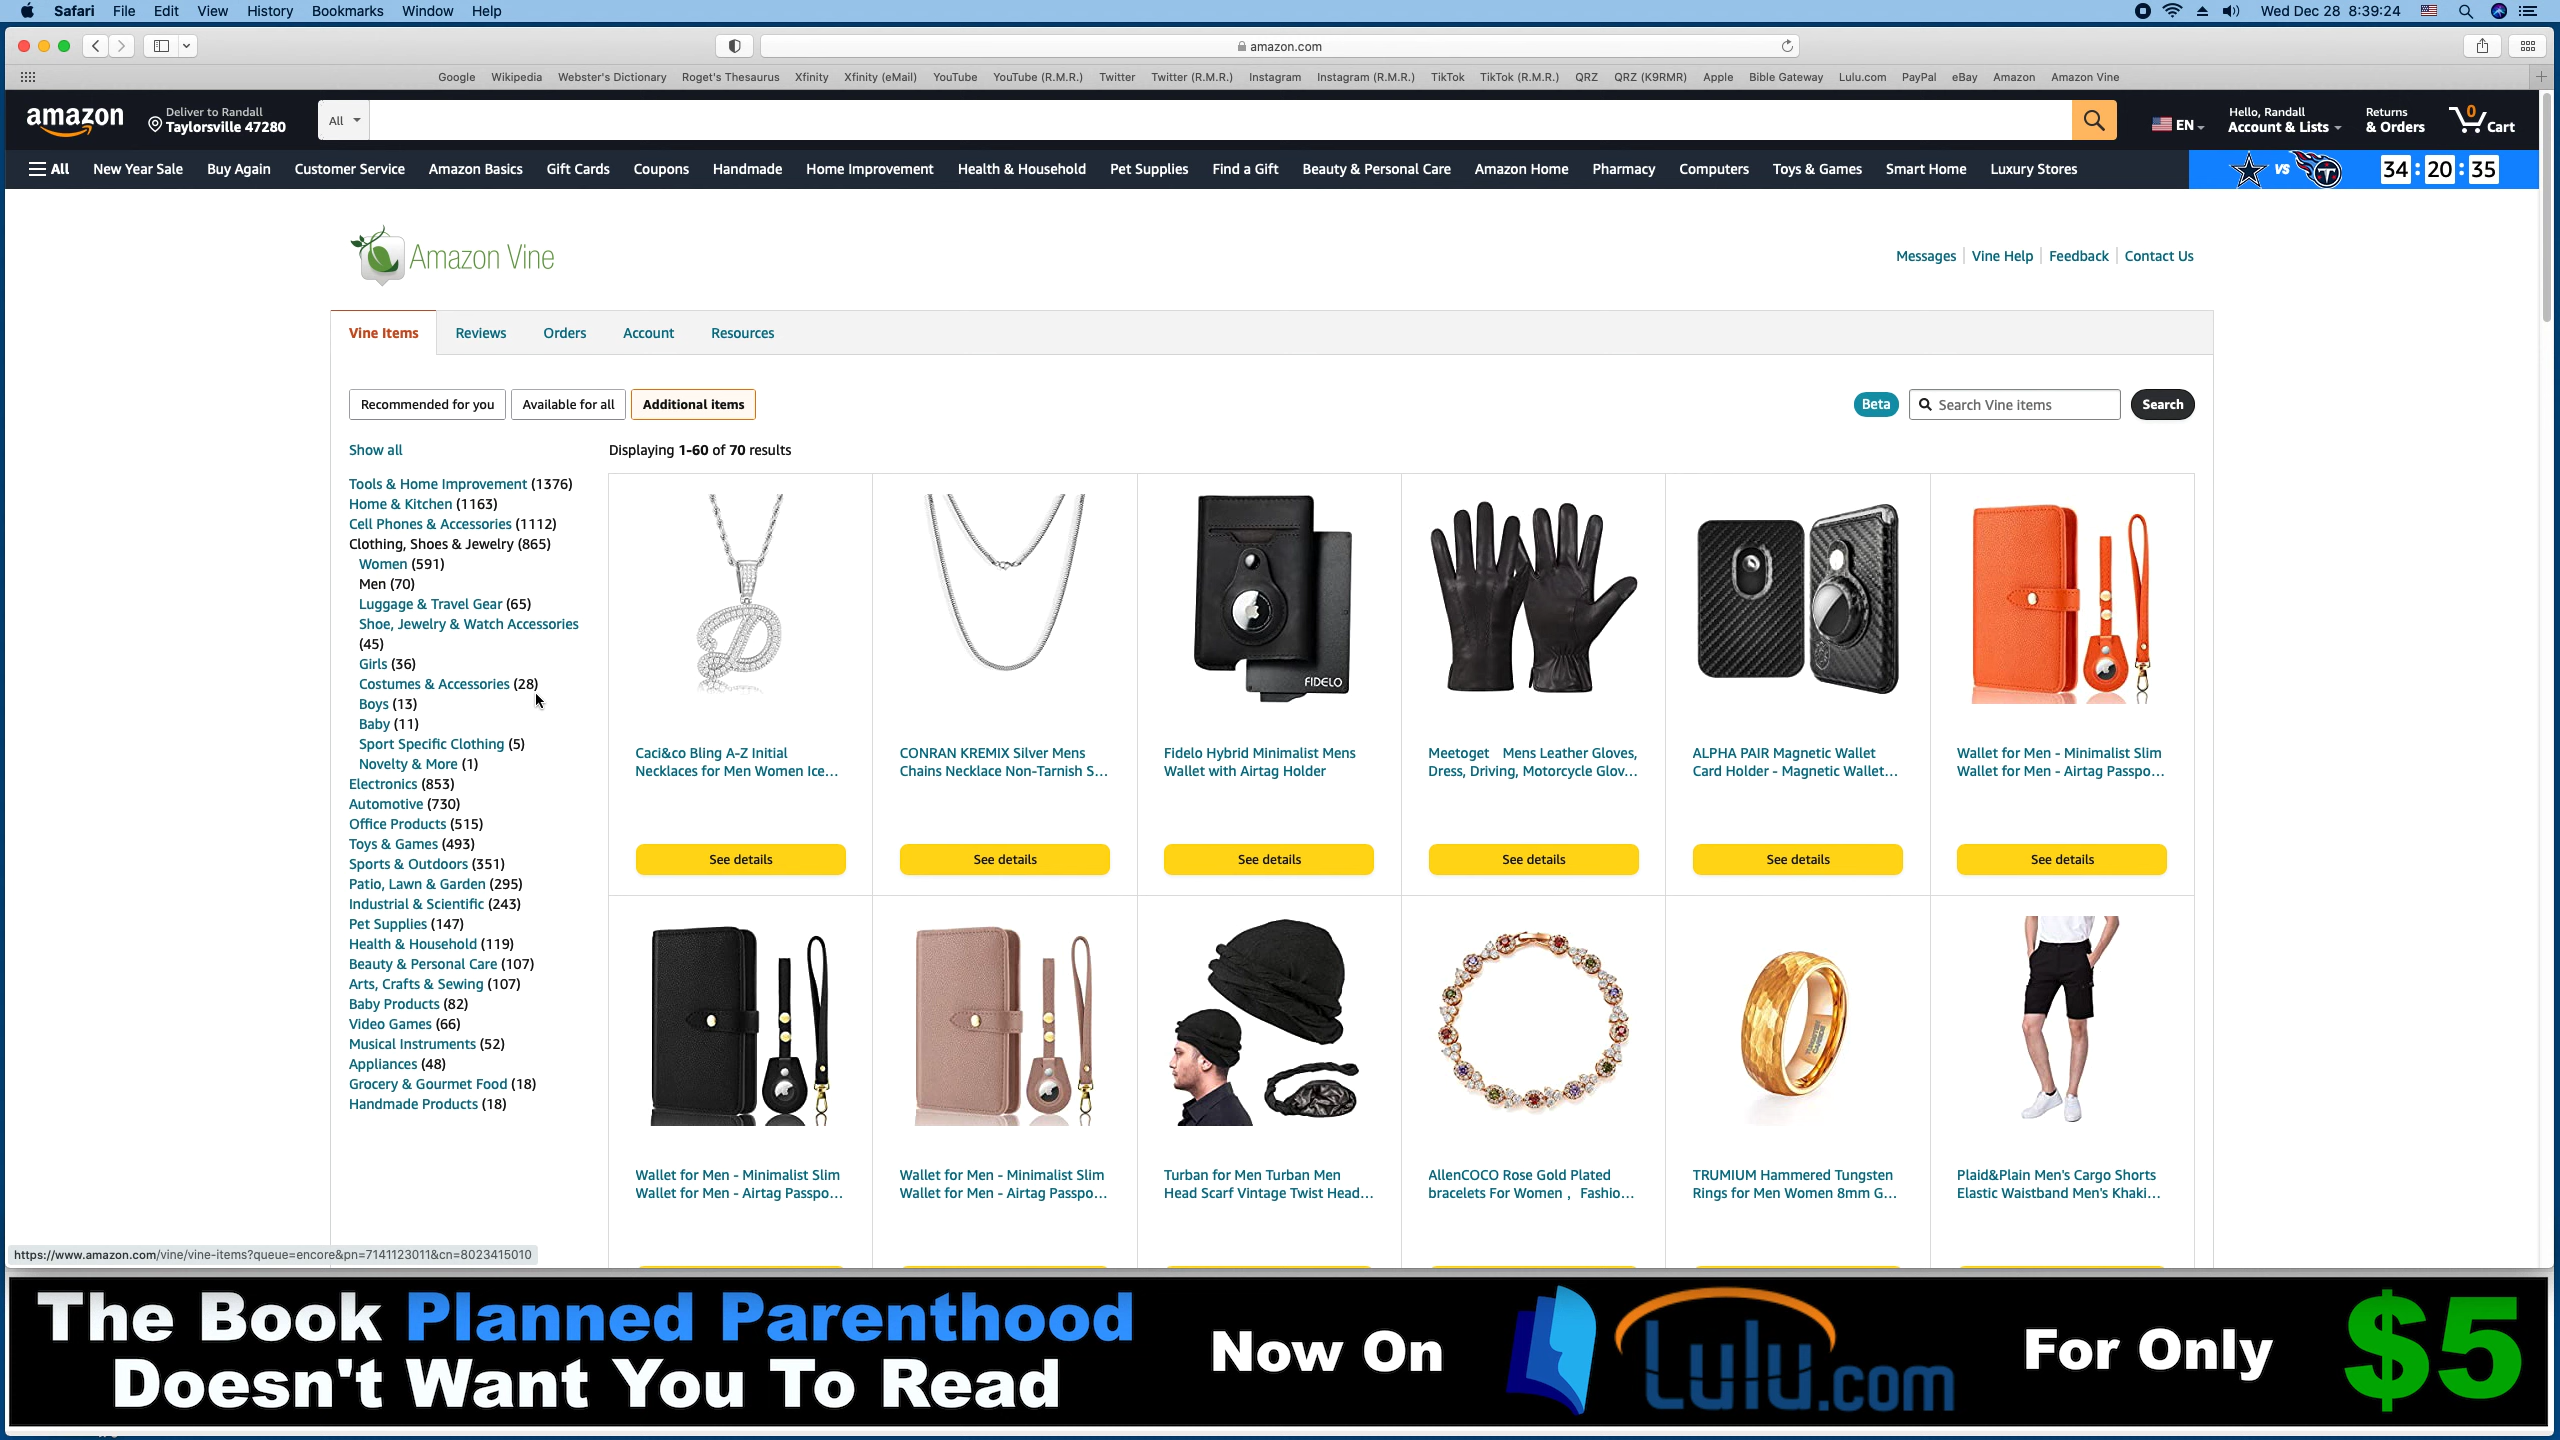 Safari File Edit View History Bookmarks Window Help
Wed Dec 28 8:39:24
amazon.com
Google Wikipedia Webster's Dictionary Roget's Thesaurus Xfinity Xfinity (eMail) YouTube YouTube (R.M.R.) Twitter Twitter (R.M.R.) Instagram Instagram (R.M.R.) TikTok TikTok (R.M.R.) QRZ QRZ (K9RMR) Apple Bible Gateway Lulu.com PayPal eBay Amazon Amazon Vine
amazon
Deliver to Randall
Taylorsville 47280
All
EN
Hello, Randall
Account & Lists
Returns
& Orders
0
Cart
All New Year Sale Buy Again Customer Service Amazon Basics Gift Cards Coupons Handmade Home Improvement Health & Household Pet Supplies Find a Gift Beauty & Personal Care Amazon Home Pharmacy Computers Toys & Games Smart Home Luxury Stores
VS T 34 : 20 : 35
Amazon Vine
Messages Vine Help Feedback Contact Us
Vine Items Reviews Orders Account Resources
Recommended for you Available for all Additional items
Beta Search Vine items Search
Show all
Displaying 1-60 of 70 results
Tools & Home Improvement (1376)
Home & Kitchen (1163)
Cell Phones & Accessories (1112)
Clothing, Shoes & Jewelry (865)
Women (591)
Men (70)
Luggage & Travel Gear (65)
Shoe, Jewelry & Watch Accessories
(45)
Girls (36)
Costumes & Accessories (28)
Boys (13)
Baby (11)
Sport Specific Clothing (5)
Novelty & More (1)
Electronics (853)
Automotive (730)
Office Products (515)
Toys & Games (493)
Sports & Outdoors (351)
Patio, Lawn & Garden (295)
Industrial & Scientific (243)
Pet Supplies (147)
Health & Household (119)
Beauty & Personal Care (107)
Arts, Crafts & Sewing (107)
Baby Products (82)
Video Games (66)
Musical Instruments (52)
Appliances (48)
Grocery & Gourmet Food (18)
Handmade Products (18)
D
FIDELO
Caci&co Bling A-Z Initial
Necklaces for Men Women Ice...
CONRAN KREMIX Silver Mens
Chains Necklace Non-Tarnish S...
Fidelo Hybrid Minimalist Mens
Wallet with Airtag Holder
Meetoget Mens Leather Gloves,
Dress, Driving, Motorcycle Glov...
ALPHA PAIR Magnetic Wallet
Card Holder - Magnetic Wallet...
Wallet for Men - Minimalist Slim
Wallet for Men - Airtag Passpo...
See details See details See details See details See details See details
Wallet for Men - Minimalist Slim
Wallet for Men - Airtag Passpo...
Wallet for Men - Minimalist Slim
Wallet for Men - Airtag Passpo...
Turban for Men Turban Men
Head Scarf Vintage Twist Head...
AllenCOCO Rose Gold Plated
bracelets For Women， Fashio...
TRUMIUM Hammered Tungsten
Rings for Men Women 8mm G...
Plaid&Plain Men's Cargo Shorts
Elastic Waistband Men's Khaki...
https://www.amazon.com/vine/vine-items?queue=encore&pn=7141123011&cn=8023415010
The Book Planned Parenthood
Doesn't Want You To Read
Now On
Lulu.com
For Only
$5